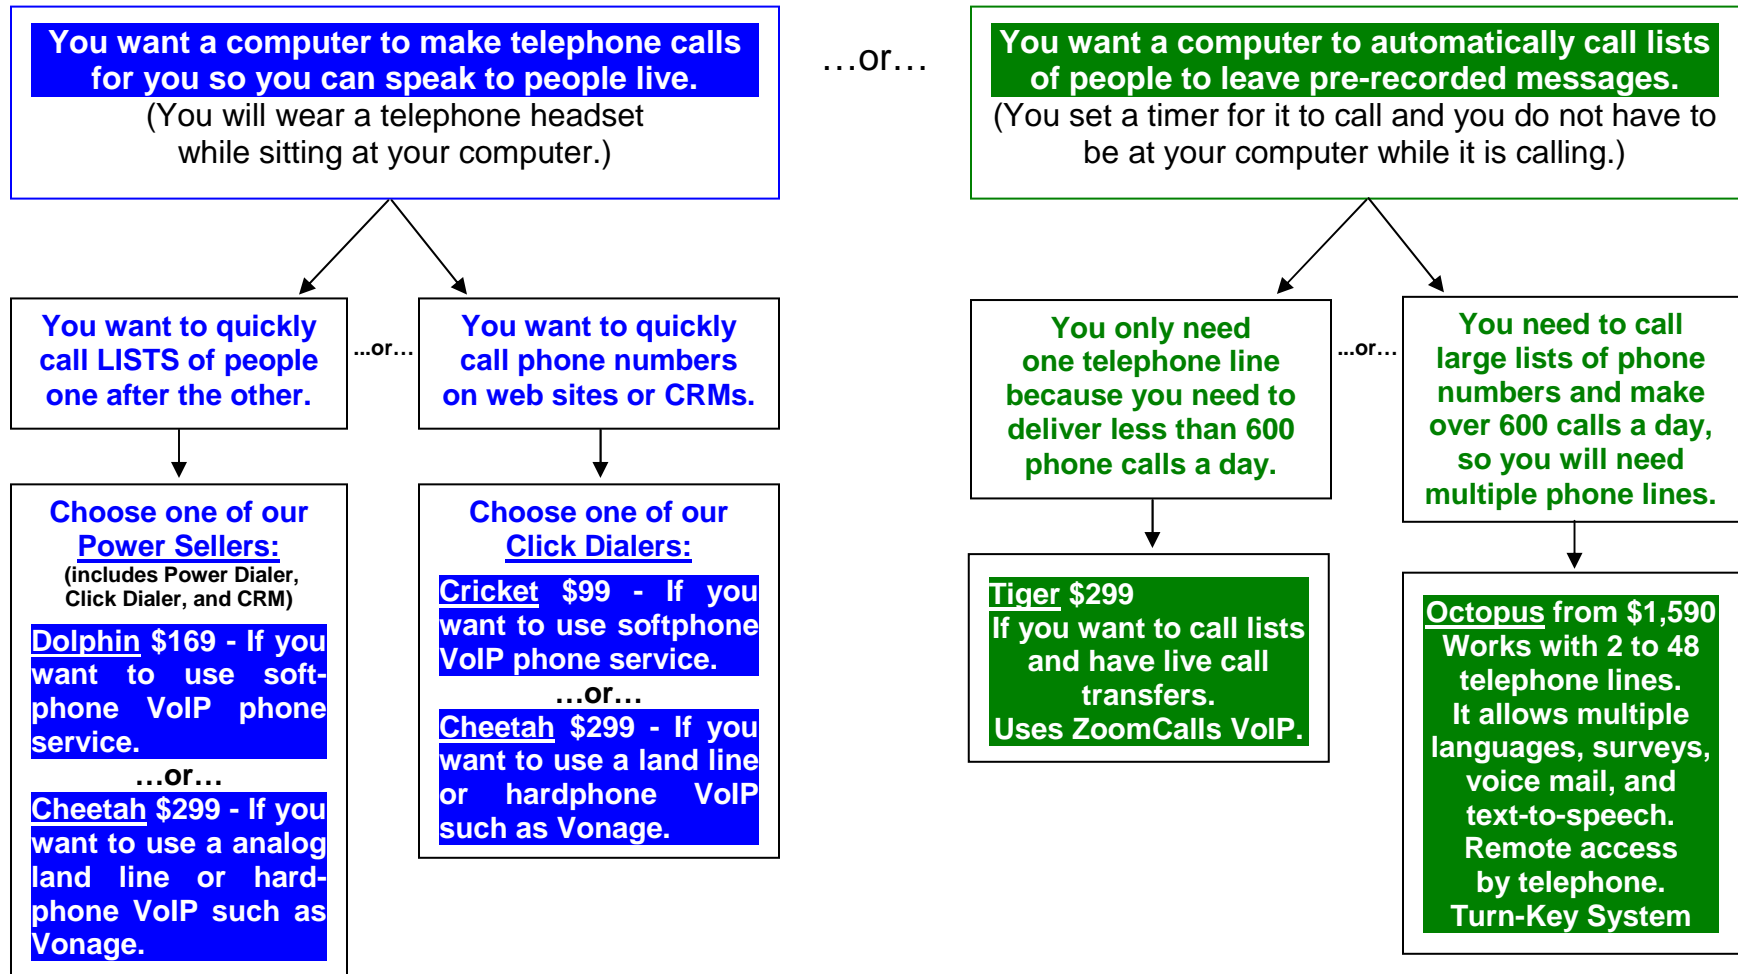 You want a computer to make telephone calls
for you so you can speak to people live.
(You will wear a telephone headset
while sitting at your computer.)
…or…
You want a computer to automatically call lists
of people to leave pre-recorded messages.
(You set a timer for it to call and you do not have to
be at your computer while it is calling.)
You want to quickly
call LISTS of people
one after the other.
...or…
You want to quickly
call phone numbers
on web sites or CRMs.
You only need
one telephone line
because you need to
deliver less than 600
phone calls a day.
...or…
You need to call
large lists of phone
numbers and make
over 600 calls a day,
so you will need
multiple phone lines.
Choose one of our
Power Sellers:
(includes Power Dialer,
Click Dialer, and CRM)
Dolphin $169 - If you
want to use soft-
phone VoIP phone
service.
…or…
Cheetah $299 - If you
want to use a analog
land line or hard-
phone VoIP such as
Vonage.
Choose one of our
Click Dialers:
Cricket $99 - If you
want to use softphone
VoIP phone service.
…or…
Cheetah $299 - If you
want to use a land line
or hardphone VoIP
such as Vonage.
Tiger $299
If you want to call lists
and have live call
transfers.
Uses ZoomCalls VoIP.
Octopus from $1,590
Works with 2 to 48
telephone lines.
It allows multiple
languages, surveys,
voice mail, and
text-to-speech.
Remote access
by telephone.
Turn-Key System